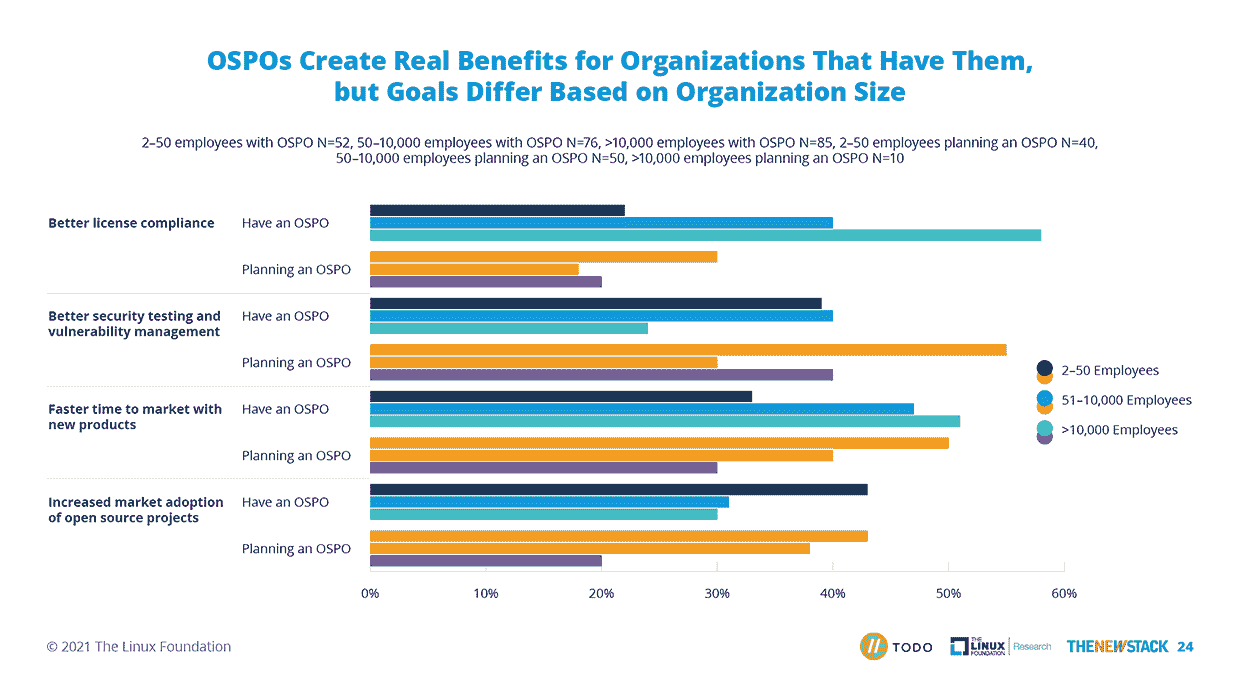 OSPOs Create Real Benefits for Organizations That Have Them,
but Goals Differ Based on Organization Size
2–50 employees with OSPO N=52, 50–10,000 employees with OSPO N=76, >10,000 employees with OSPO N=85, 2–50 employees planning an OSPO N=40,
50–10,000 employees planning an OSPO N=50, >10,000 employees planning an OSPO N=10
Better license compliance
Have an OSPO
Planning an OSPO
Better security testing and
vulnerability management
Have an OSPO
Planning an OSPO
Faster time to market with
new products
Have an OSPO
Planning an OSPO
Increased market adoption
of open source projects
Have an OSPO
Planning an OSPO
2–50 Employees
51–10,000 Employees
>10,000 Employees
0% 10% 20% 30% 40% 50% 60%
© 2021 The Linux Foundation
TODO
THE
LINUX
FOUNDATION
Research
THENEWSTACK
24